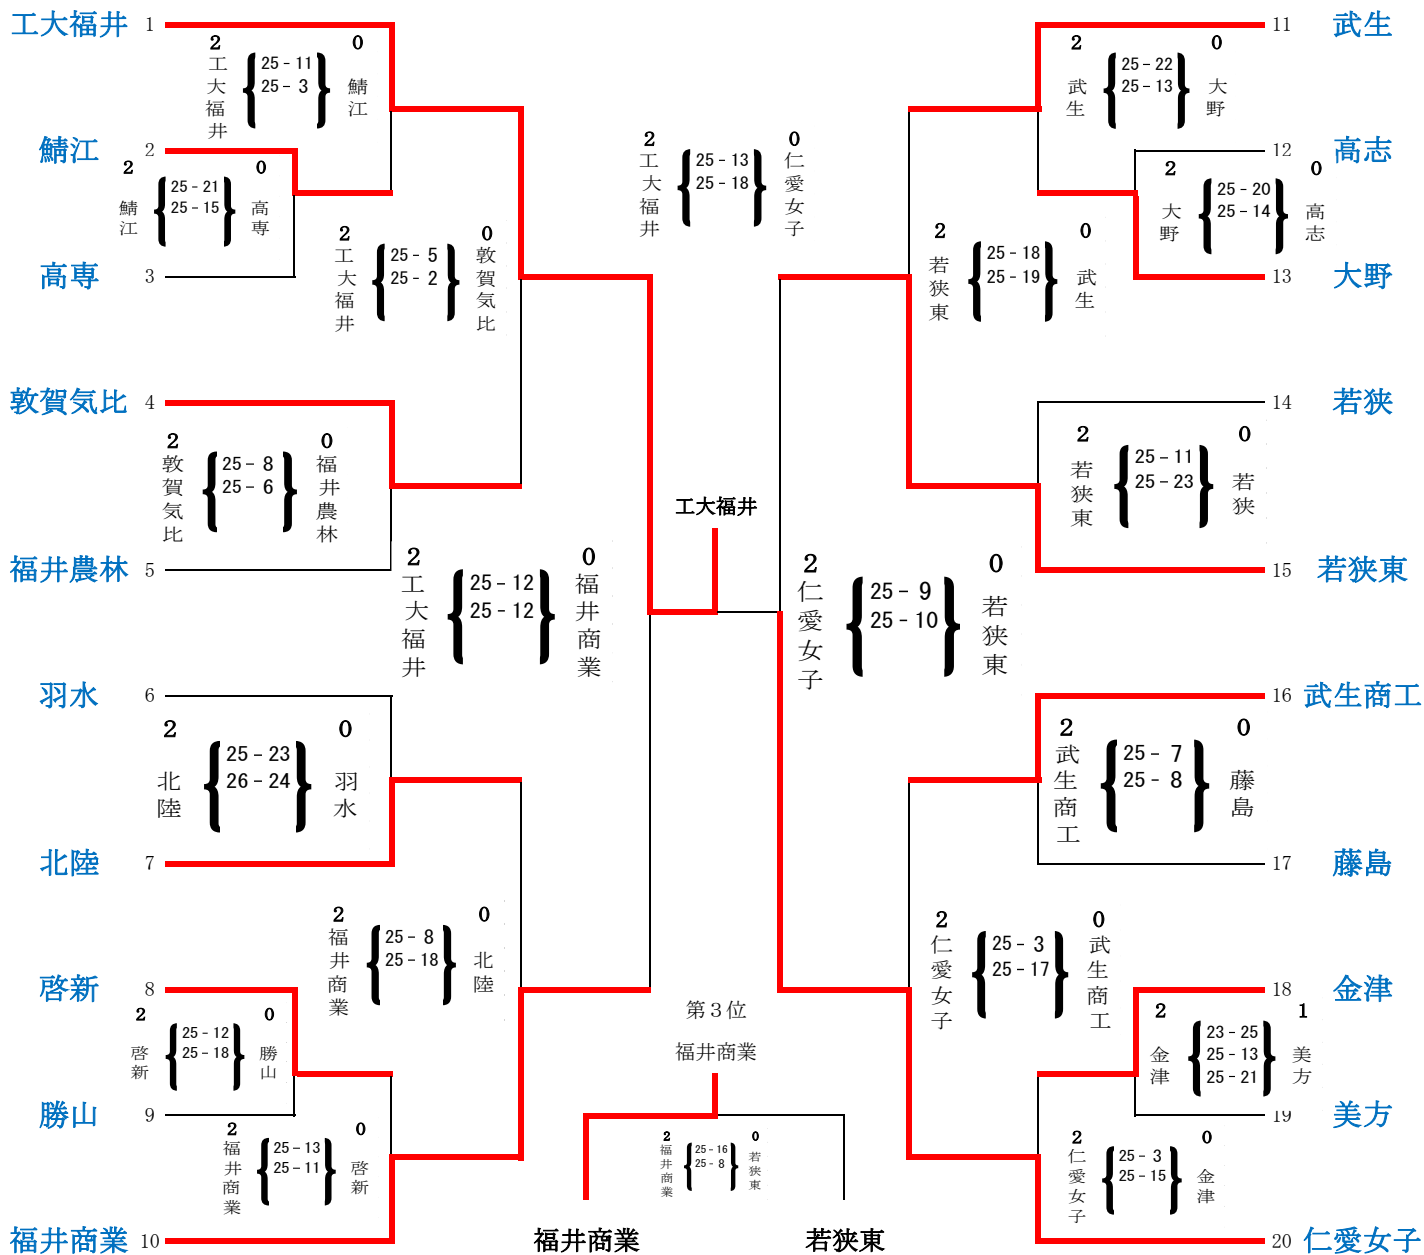 工大福井 1
2 0
工大福井 25-11 鯖江
25-3
鯖江 2
2 0
鯖江 25-21 高専
25-15
高専 3
2 0
工大福井 25-5 敦賀気比
25-2
敦賀気比 4
2 0
敦賀気比 25-8 福井農林
25-6
福井農林 5
2 0
工大福井 25-12 福井商業
25-12
羽水 6
2 0
北陸 25-23 羽水
26-24
北陸 7
2 0
福井商業 25-8 北陸
25-18
啓新 8
2 0
啓新 25-12 勝山
25-18
勝山 9
2 0
福井商業 25-13 啓新
25-11
福井商業 10
2 0
工大福井 25-13 仁愛女子
25-18
工大福井
第3位
福井商業
2 0
福井商業 25-16 若狭東
25-8
福井商業 若狭東
11 武生
2 0
武生 25-22 大野
25-13
12 高志
2 0
大野 25-20 高志
25-14
13 大野
2 0
若狭東 25-18 武生
25-19
14 若狭
2 0
若狭東 25-11 若狭
25-23
15 若狭東
2 0
仁愛女子 25-9 若狭東
25-10
16 武生商工
2 0
武生商工 25-7 藤島
25-8
17 藤島
2 0
仁愛女子 25-3 武生商工
25-17
18 金津
2 1
金津 23-25 美方
25-13
25-21
19 美方
2 0
仁愛女子 25-3 金津
25-15
20 仁愛女子